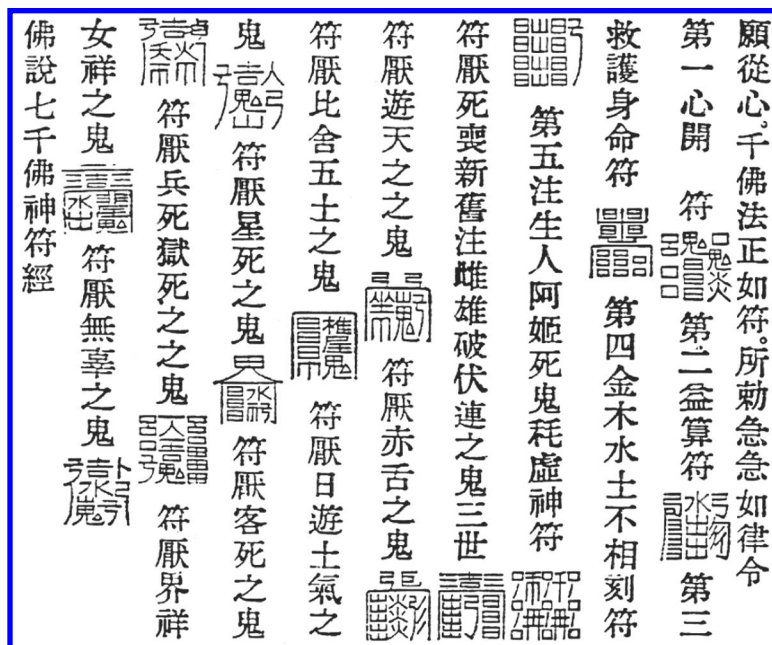 願從心。千佛法正如符。所勅急急如律令
第一心開 符 第二益算符 第三
救護身命符 第四金木水土不相刻符
第五注生人阿姬死鬼秏虛神符
符厭死喪新舊注雌雄破伏連之鬼三世
符厭遊天之之鬼 符厭赤舌之鬼
符厭比舍五土之鬼 符厭日遊土氣之
鬼 符厭星死之鬼 符厭客死之鬼
符厭兵死獄死之之鬼 符厭界祥
女祥之鬼 符厭無辜之鬼
佛說七千佛神符經